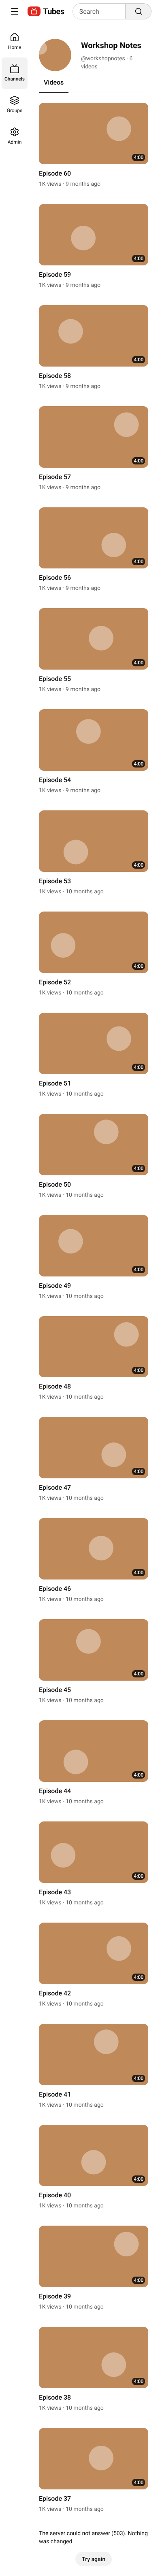 Tubes
Search
Home
Channels
Groups
Admin
Workshop Notes
@workshopnotes · 6
videos
Videos
4:00
Episode 60
1K views · 9 months ago
4:00
Episode 59
1K views · 9 months ago
4:00
Episode 58
1K views · 9 months ago
4:00
Episode 57
1K views · 9 months ago
4:00
Episode 56
1K views · 9 months ago
4:00
Episode 55
1K views · 9 months ago
4:00
Episode 54
1K views · 9 months ago
4:00
Episode 53
1K views · 10 months ago
4:00
Episode 52
1K views · 10 months ago
4:00
Episode 51
1K views · 10 months ago
4:00
Episode 50
1K views · 10 months ago
4:00
Episode 49
1K views · 10 months ago
4:00
Episode 48
1K views · 10 months ago
4:00
Episode 47
1K views · 10 months ago
4:00
Episode 46
1K views · 10 months ago
4:00
Episode 45
1K views · 10 months ago
4:00
Episode 44
1K views · 10 months ago
4:00
Episode 43
1K views · 10 months ago
4:00
Episode 42
1K views · 10 months ago
4:00
Episode 41
1K views · 10 months ago
4:00
Episode 40
1K views · 10 months ago
4:00
Episode 39
1K views · 10 months ago
4:00
Episode 38
1K views · 10 months ago
4:00
Episode 37
1K views · 10 months ago
The server could not answer (503). Nothing
was changed.
Try again